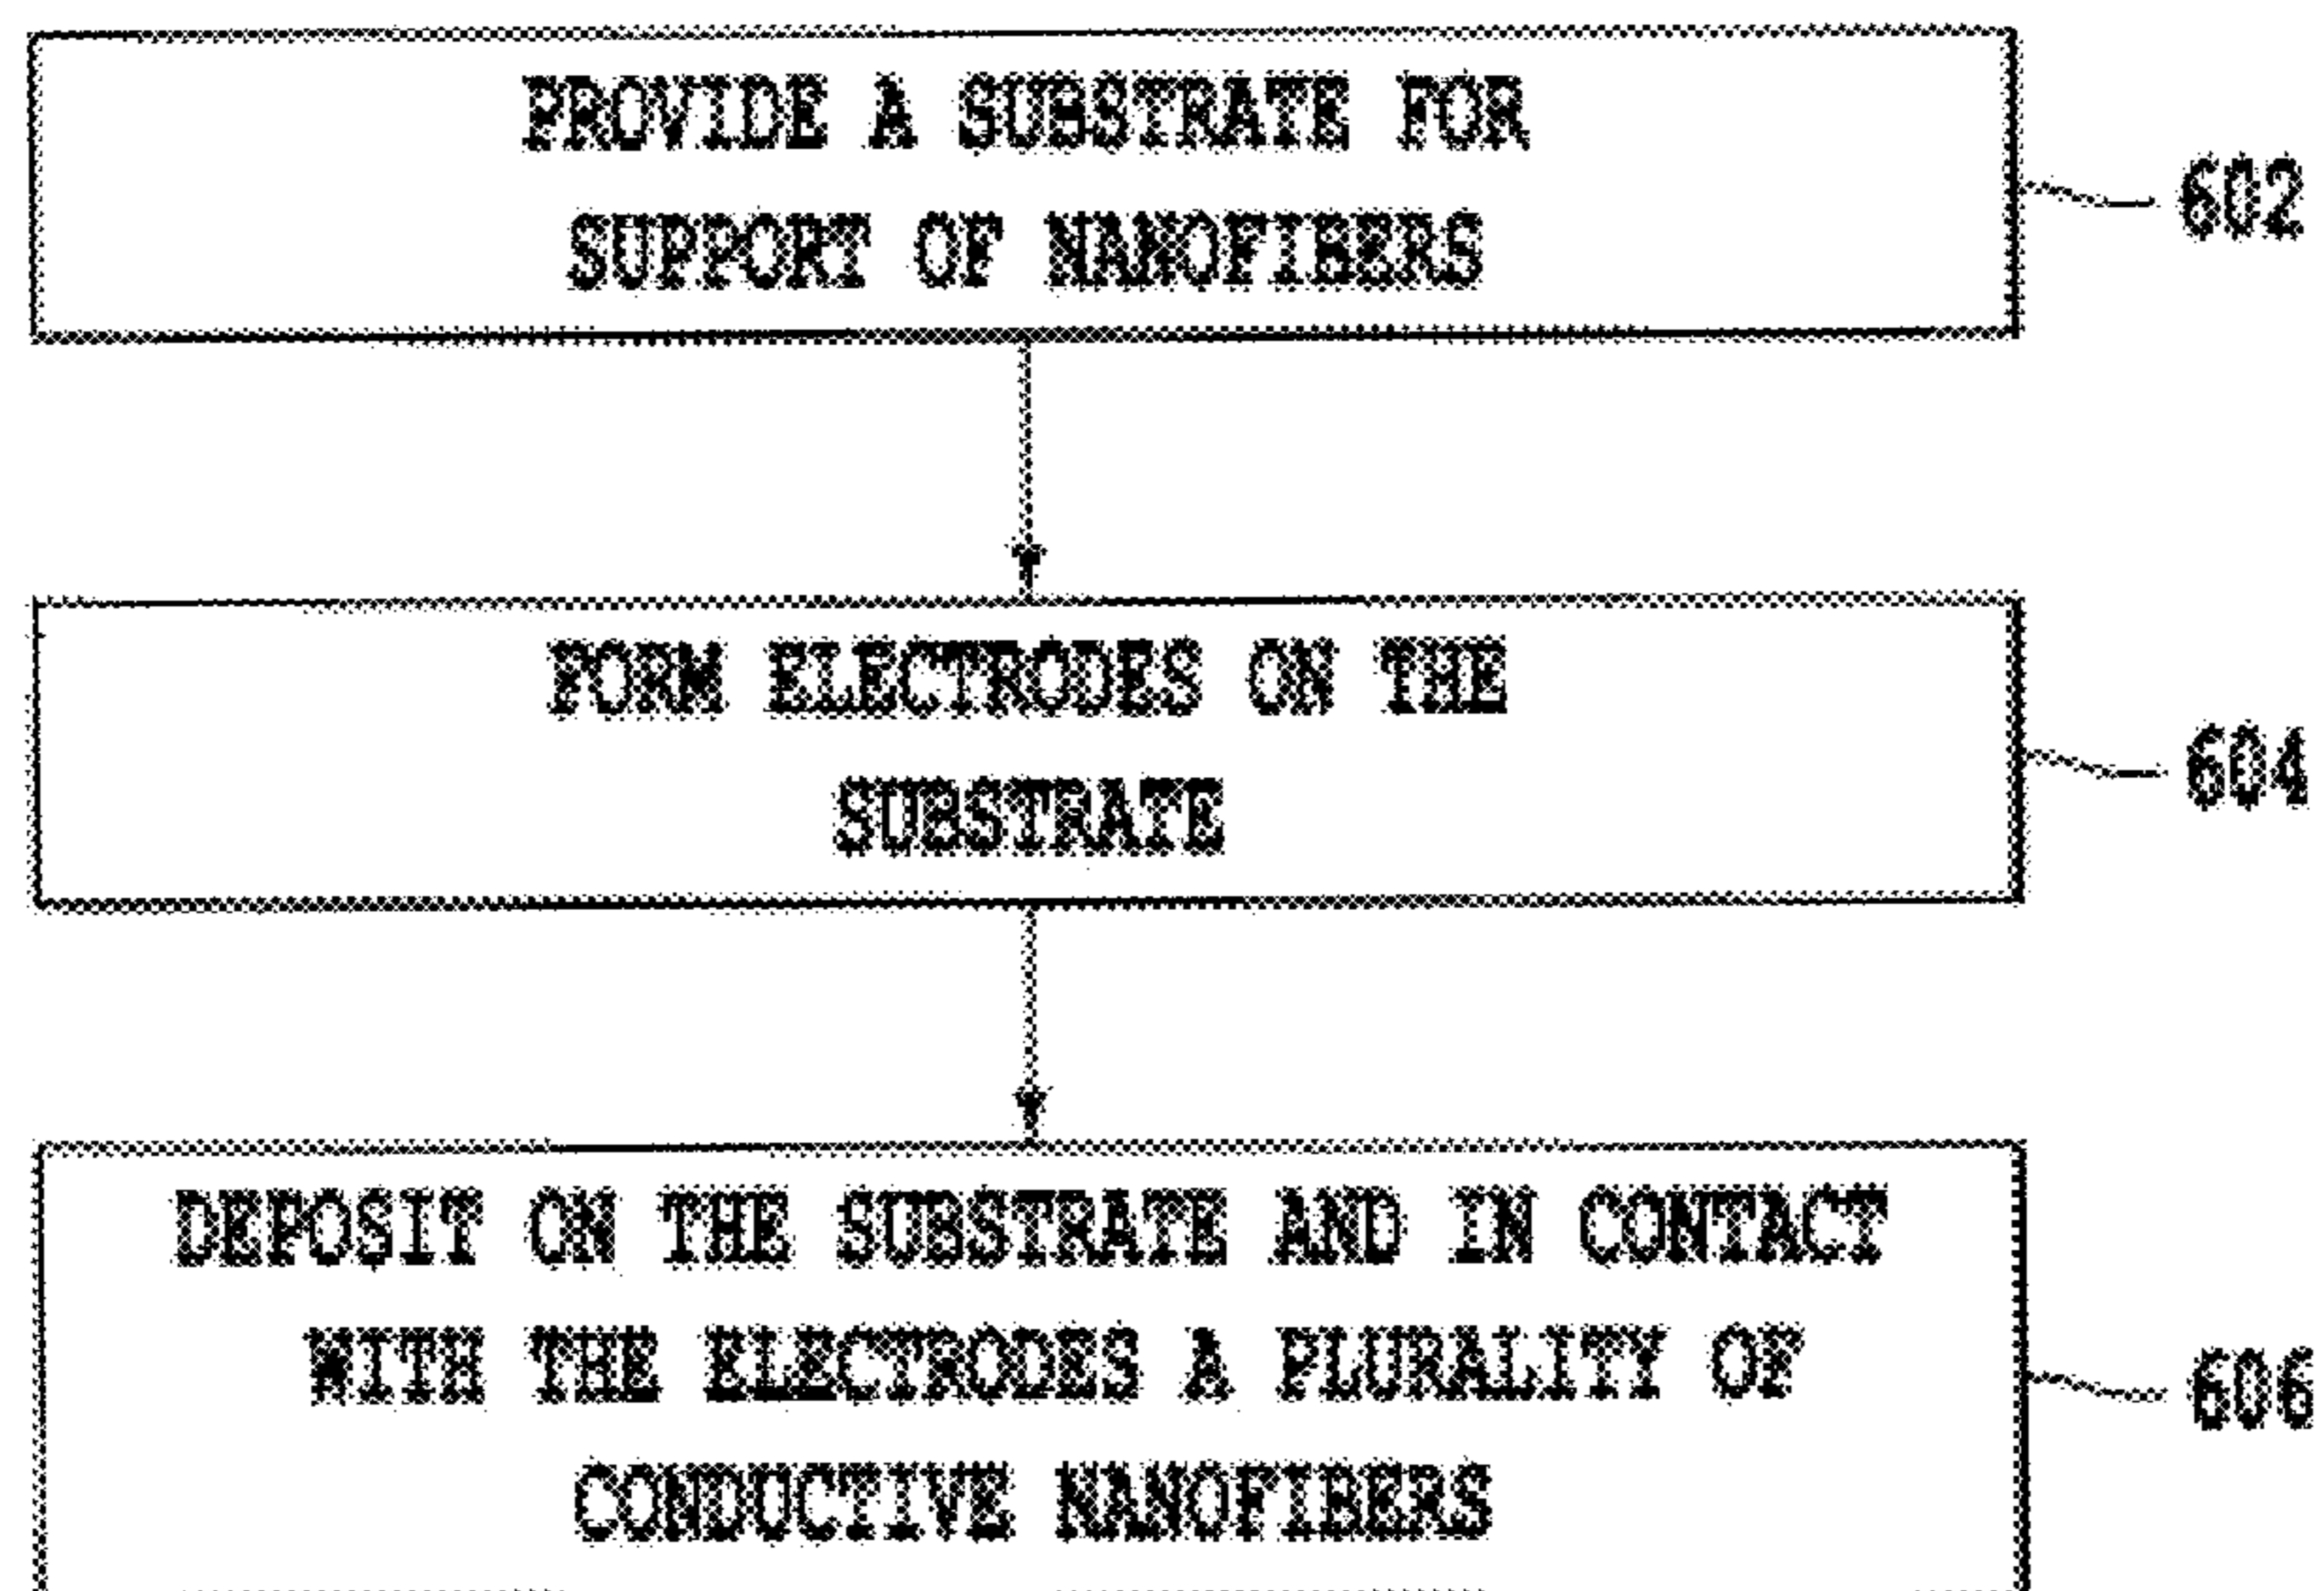 PROVIDE A SUBSTRATE FOR
SUPPORT OF NANOFIBERS
602
FORM ELECTRODES ON THE
SUBSTRATE
604
DEPOSIT ON THE SUBSTRATE AND IN CONTACT
WITH THE ELECTRODES A PLURALITY OF
CONDUCTIVE NANOFIBERS
606